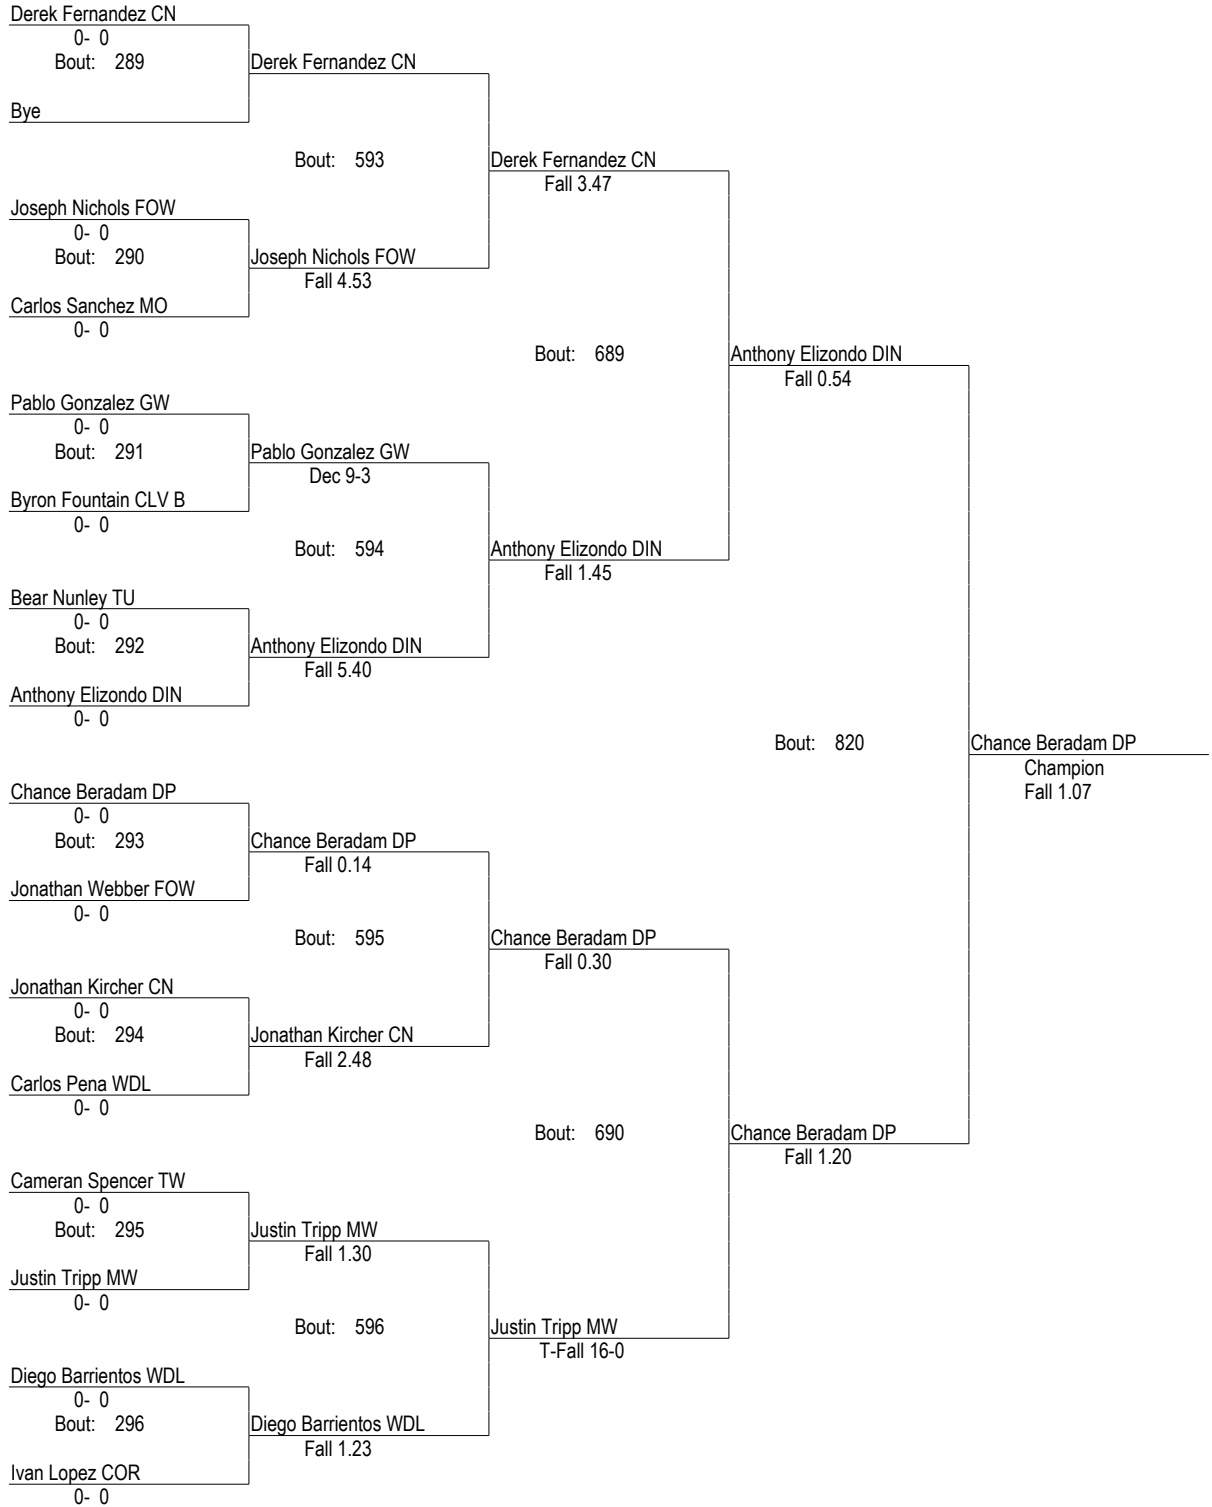 Derek Fernandez CN
0- 0
Bout: 289
Derek Fernandez CN
Bye
Bout: 593
Derek Fernandez CN
Fall 3.47
Joseph Nichols FOW
0- 0
Bout: 290
Joseph Nichols FOW
Fall 4.53
Carlos Sanchez MO
0- 0
Bout: 689
Anthony Elizondo DIN
Fall 0.54
Pablo Gonzalez GW
0- 0
Bout: 291
Pablo Gonzalez GW
Dec 9-3
Byron Fountain CLV B
0- 0
Bout: 594
Anthony Elizondo DIN
Fall 1.45
Bear Nunley TU
0- 0
Bout: 292
Anthony Elizondo DIN
Fall 5.40
Anthony Elizondo DIN
0- 0
Bout: 820
Chance Beradam DP
Champion
Fall 1.07
Chance Beradam DP
0- 0
Bout: 293
Chance Beradam DP
Fall 0.14
Jonathan Webber FOW
0- 0
Bout: 595
Chance Beradam DP
Fall 0.30
Jonathan Kircher CN
0- 0
Bout: 294
Jonathan Kircher CN
Fall 2.48
Carlos Pena WDL
0- 0
Bout: 690
Chance Beradam DP
Fall 1.20
Cameran Spencer TW
0- 0
Bout: 295
Justin Tripp MW
Fall 1.30
Justin Tripp MW
0- 0
Bout: 596
Justin Tripp MW
T-Fall 16-0
Diego Barrientos WDL
0- 0
Bout: 296
Diego Barrientos WDL
Fall 1.23
Ivan Lopez COR
0- 0